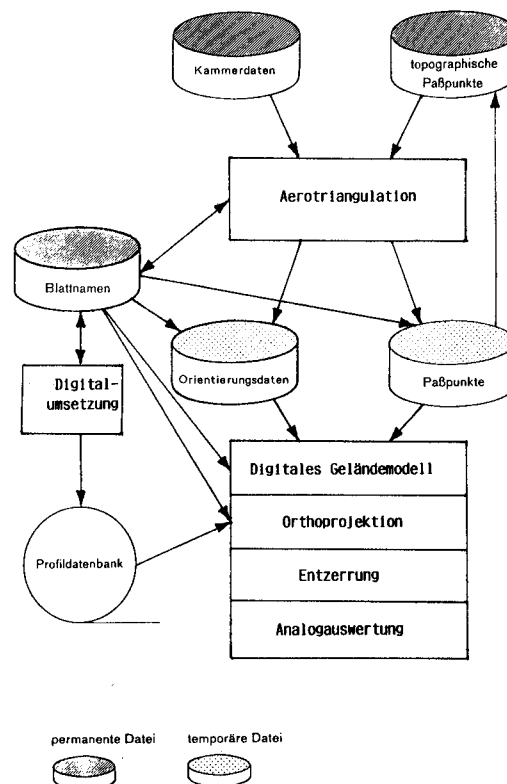 Kammerdaten
topographische
Paßpunkte
Aerotriangulation
Blattnamen
Orientierungsdaten
Paßpunkte
Digital-
umsetzung
Digitales Geländemodell
Orthoprojektion
Profildatenbank
Entzerrung
Analogauswertung
permanente Datei
temporäre Datei